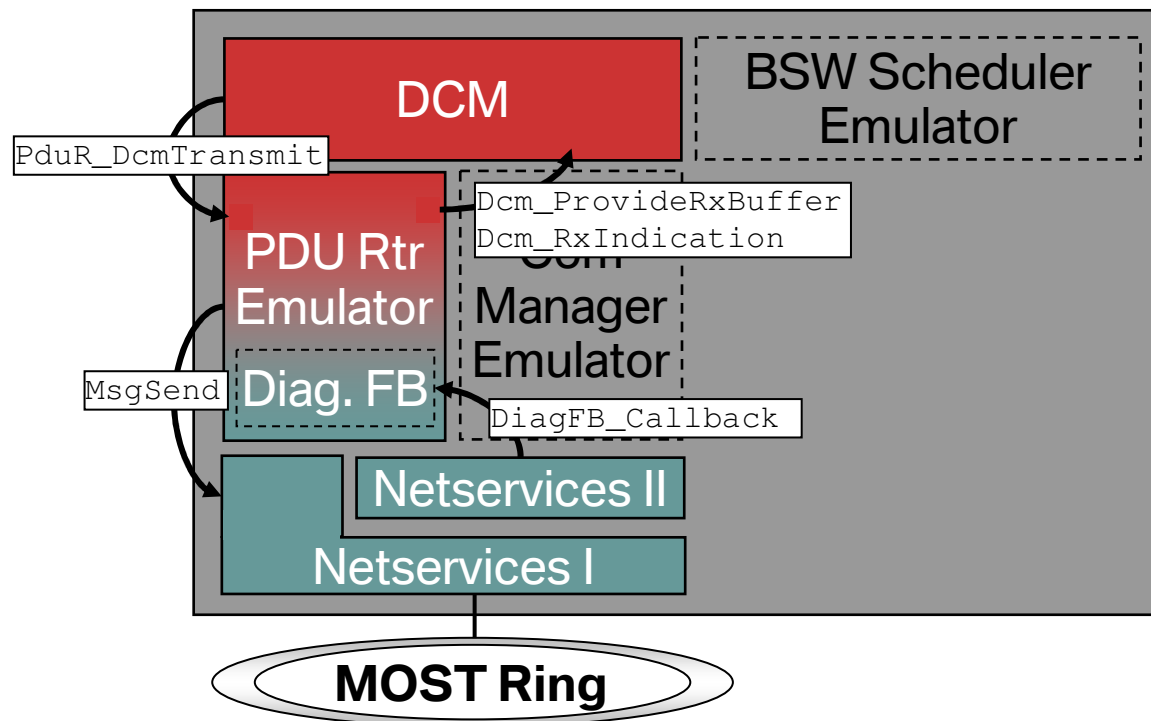 DCM
BSW Scheduler
Emulator
PduR_DcmTransmit
Dcm_ProvideRxBuffer
Dcm_RxIndication
PDU Rtr
Emulator
Com
Manager
Emulator
MsgSend
Diag. FB
DiagFB_Callback
Netservices II
Netservices I
MOST Ring